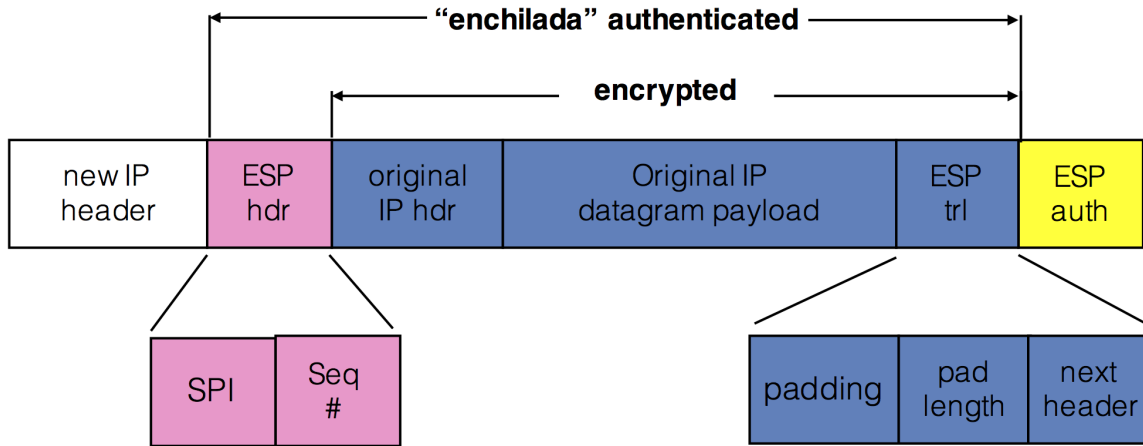 “enchilada” authenticated
encrypted
new IP
header
ESP
hdr
original
IP hdr
Original IP
datagram payload
ESP
trl
ESP
auth
SPI
Seq
#
padding
pad
length
next
header